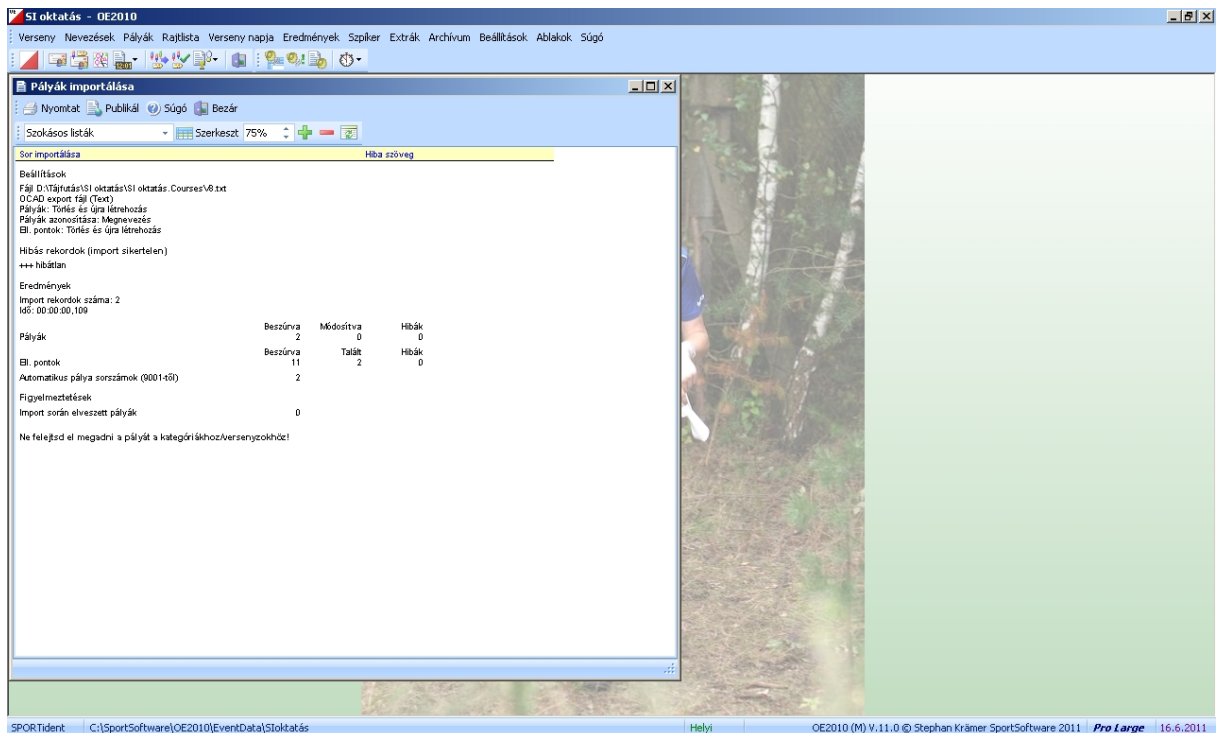 SI oktatás - OE2010
Verseny Nevezések Pályák Rajtlista Verseny napja Eredmények Szpíker Extrák Archívum Beállítások Ablakok Súgó
Pályák importálása
Nyomtat Publikál Súgó Bezár
Szokásos listák Szerkeszt 75%
Sor importálása Hiba szöveg
Beállítások
Fájl D:\Tájfutás\SI oktatás\SI oktatás.Courses\V8.txt
OCAD export fájl (Text)
Pályák: Törlés és újra létrehozás
Pályák azonosítása: Megnevezés
Ell. pontok: Törlés és újra létrehozás
Hibás rekordok (import sikertelen)
+++ hibátlan
Eredmények
Import rekordok száma: 2
Idő: 00:00:00,109
Beszúrva Módosítva Hibák
Pályák 2 0 0
Beszúrva Talált Hibák
Ell. pontok 11 2 0
Automatikus pálya sorszámok (9001-től) 2
Figyelmeztetések
Import során elveszett pályák 0
Ne felejtsd el megadni a pályát a kategóriákhoz/versenyzokhöz!
SPORTident C:\SportSoftware\OE2010\EventData\SIoktatás Helyi OE2010 (M) V.11.0 © Stephan Krämer SportSoftware 2011 Pro Large 16.6.2011